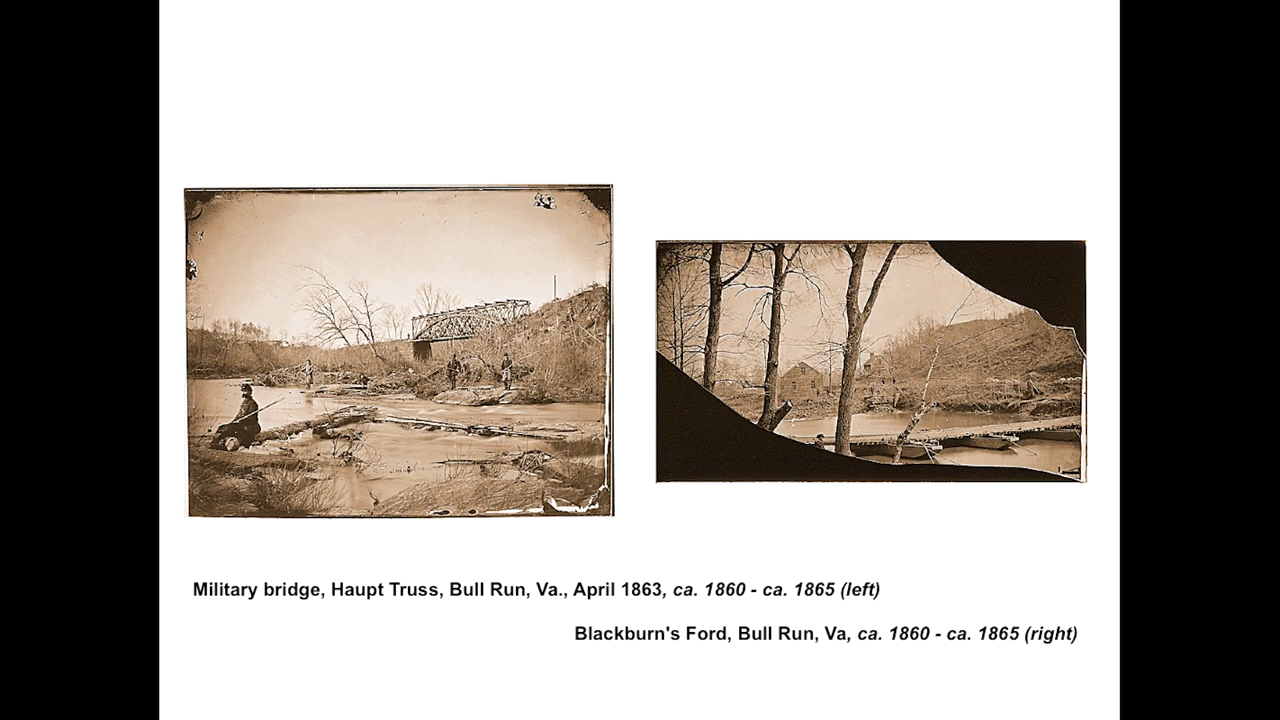 Military bridge, Haupt Truss, Bull Run, Va., April 1863, ca. 1860 - ca. 1865 (left)
Blackburn's Ford, Bull Run, Va, ca. 1860 - ca. 1865 (right)